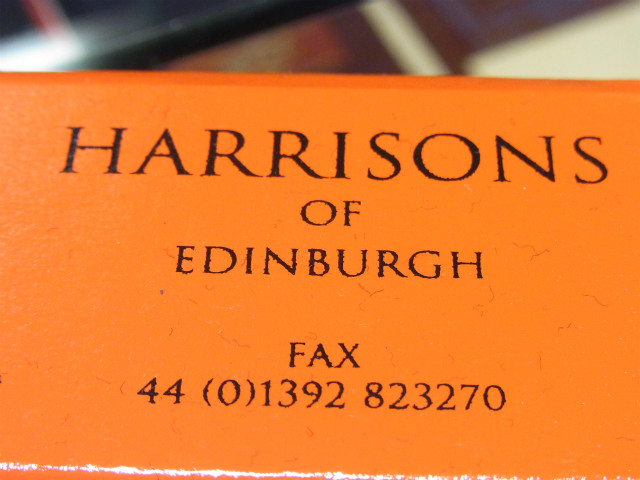 HARRISONS
OF
EDINBURGH
FAX
44 (0)1392 823270